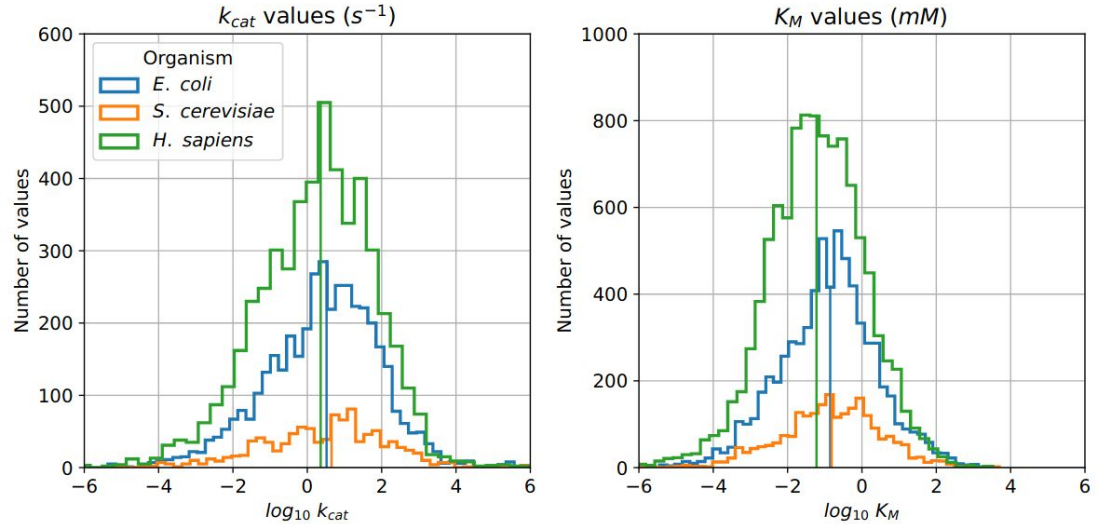 k_cat values (s⁻¹)
600
500
400
300
200
100
0
Number of values
Organism
E. coli
S. cerevisiae
H. sapiens
−6 −4 −2 0 2 4 6
log₁₀ k_cat
K_M values (mM)
1000
800
600
400
200
0
Number of values
−6 −4 −2 0 2 4 6
log₁₀ K_M